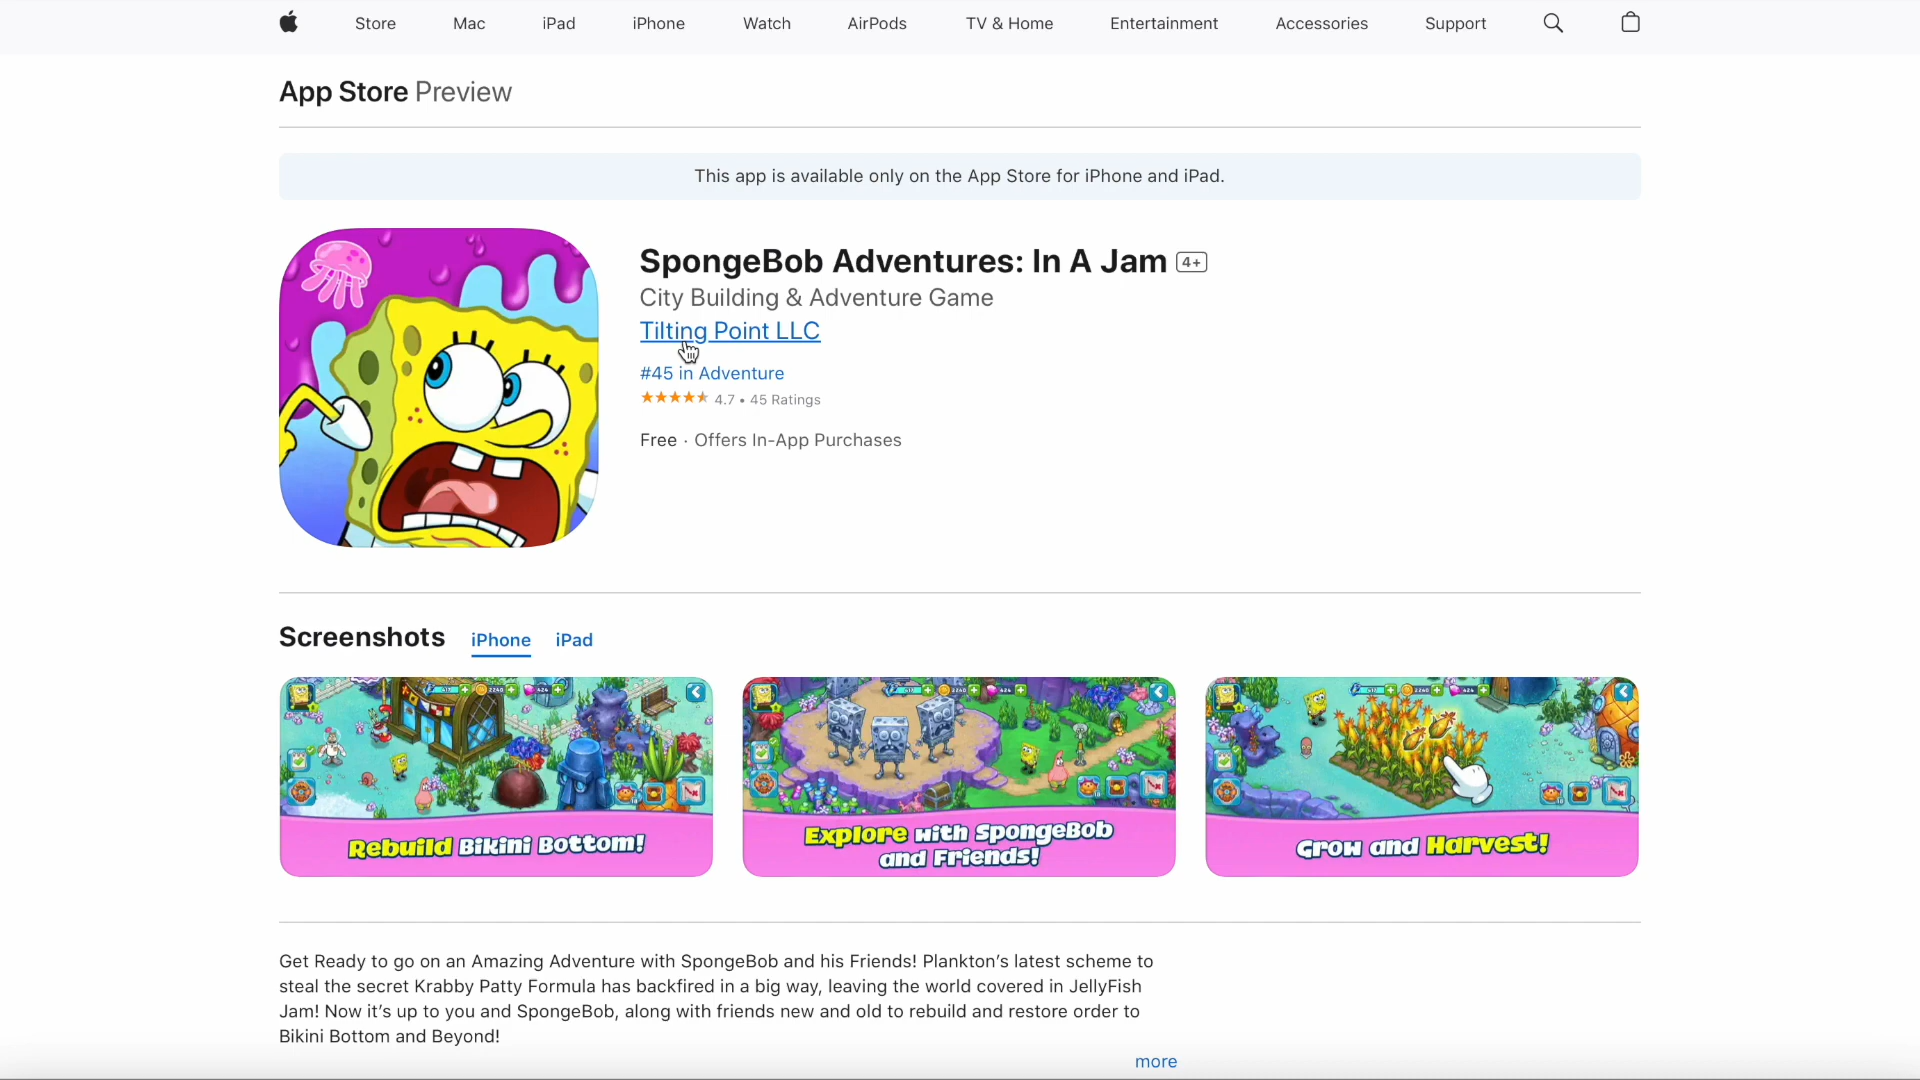 Store Mac iPad iPhone Watch AirPods TV & Home Entertainment Accessories Support
App Store Preview
This app is available only on the App Store for iPhone and iPad.
SpongeBob Adventures: In A Jam 4+
City Building & Adventure Game
Tilting Point LLC
#45 in Adventure
4.7 • 45 Ratings
Free · Offers In-App Purchases
Screenshots iPhone iPad
Rebuild Bikini Bottom!
Explore with SpongeBob
and Friends!
Grow and Harvest!
Get Ready to go on an Amazing Adventure with SpongeBob and his Friends! Plankton’s latest scheme to
steal the secret Krabby Patty Formula has backfired in a big way, leaving the world covered in JellyFish
Jam! Now it’s up to you and SpongeBob, along with friends new and old to rebuild and restore order to
Bikini Bottom and Beyond!
more